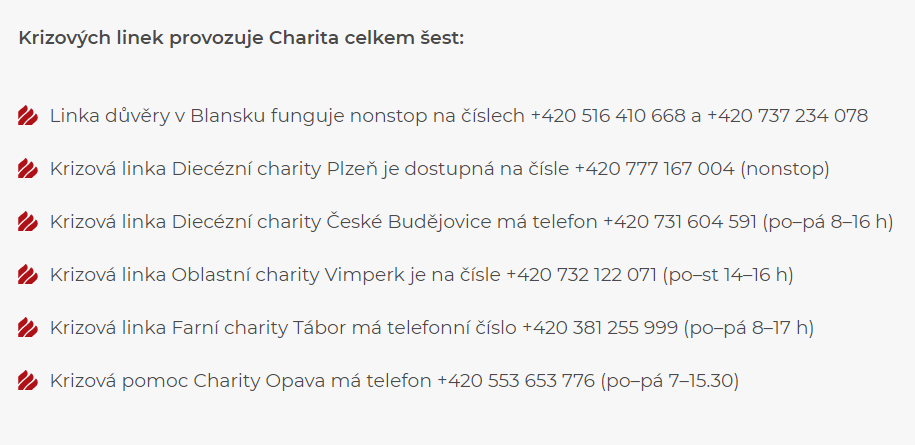 Krizových linek provozuje Charita celkem šest:
Linka důvěry v Blansku funguje nonstop na číslech +420 516 410 668 a +420 737 234 078
Krizová linka Diecézní charity Plzeň je dostupná na čísle +420 777 167 004 (nonstop)
Krizová linka Diecézní charity České Budějovice má telefon +420 731 604 591 (po–pá 8–16 h)
Krizová linka Oblastní charity Vimperk je na čísle +420 732 122 071 (po–st 14–16 h)
Krizová linka Farní charity Tábor má telefonní číslo +420 381 255 999 (po–pá 8–17 h)
Krizová pomoc Charity Opava má telefon +420 553 653 776 (po–pá 7–15.30)